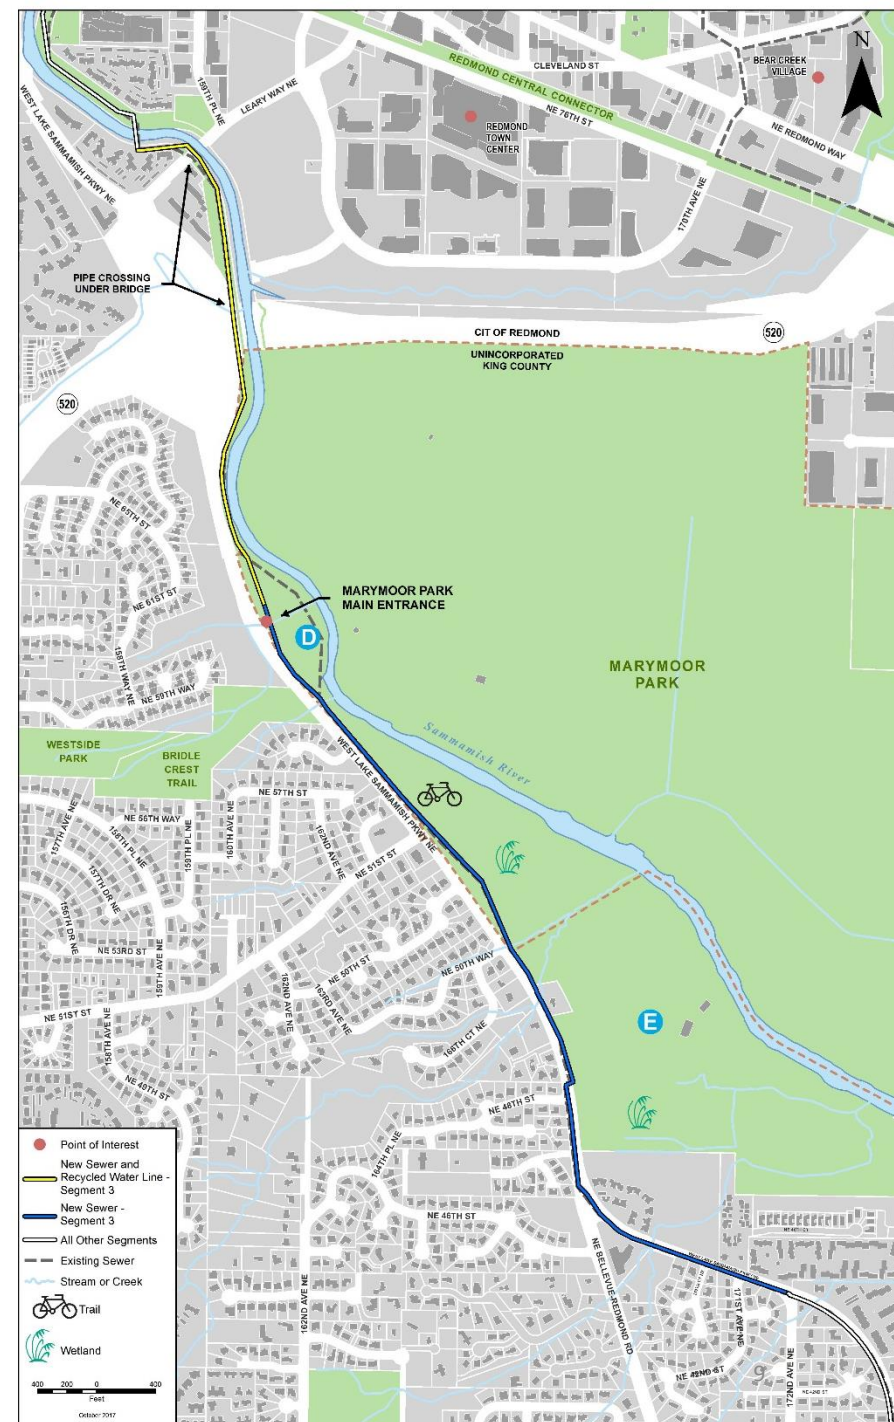 N
CLEVELAND ST
BEAR CREEK
VILLAGE
159TH PL NE
REDMOND CENTRAL CONNECTOR
WEST LAKE SAMMAMISH PKWY NE
LEARY WAY NE
NE 76TH ST
REDMOND
TOWN
CENTER
NE REDMOND WAY
170TH AVE NE
PIPE CROSSING
UNDER BRIDGE
CIT OF REDMOND
520
UNINCORPORATED
KING COUNTY
520
NE 65TH ST
NE 61ST ST
MARYMOOR PARK
MAIN ENTRANCE
D
158TH WAY NE
NE 59TH WAY
MARYMOOR
PARK
WESTSIDE
PARK
BRIDLE
CREST
TRAIL
Sammamish River
WEST LAKE SAMMAMISH PKWY NE
NE 57TH ST
NE 55TH WAY
157TH AVE NE
158TH PL NE
159TH PL NE
160TH AVE NE
162ND AVE NE
NE 51ST ST
157TH DR NE
156TH DR NE
NE 53RD ST
159TH AVE NE
NE 50TH ST
NE 50TH WAY
162ND AVE NE
163RD AVE NE
NE 51ST ST
E
158TH AVE NE
166TH CT NE
NE 49TH ST
NE 48TH ST
164TH PL NE
NE 46TH ST
NE BELLEVUE-REDMOND RD
171ST AVE NE
162ND AVE NE
NE 42ND ST
172ND AVE NE
NE 42ND ST
9
Point of Interest
New Sewer and
Recycled Water Line -
Segment 3
New Sewer -
Segment 3
All Other Segments
Existing Sewer
Stream or Creek
Trail
Wetland
400 200 0 400
Feet
October 2017